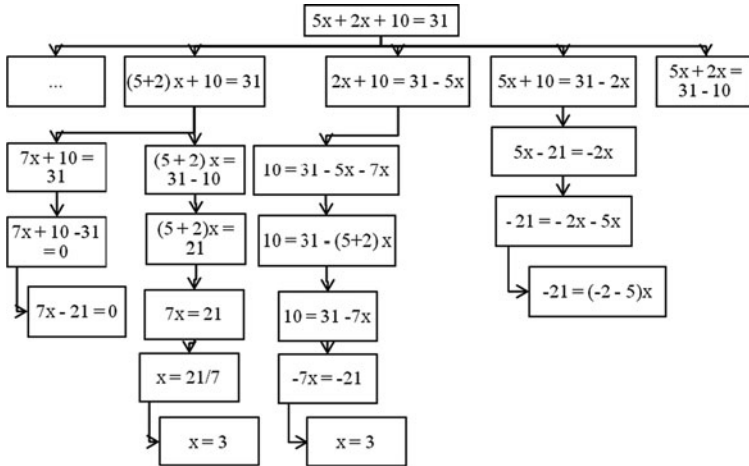 5x + 2x + 10 = 31
...
(5+2) x + 10 = 31
2x + 10 = 31 - 5x
5x + 10 = 31 - 2x
5x + 2x =
31 - 10
7x + 10 =
31
(5 + 2) x =
31 - 10
10 = 31 - 5x - 7x
5x - 21 = -2x
7x + 10 -31
= 0
(5 + 2)x =
21
10 = 31 - (5+2) x
- 21 = - 2x - 5x
7x - 21 = 0
7x = 21
10 = 31 -7x
-21 = (-2 - 5)x
x = 21/7
-7x = -21
x = 3
x = 3